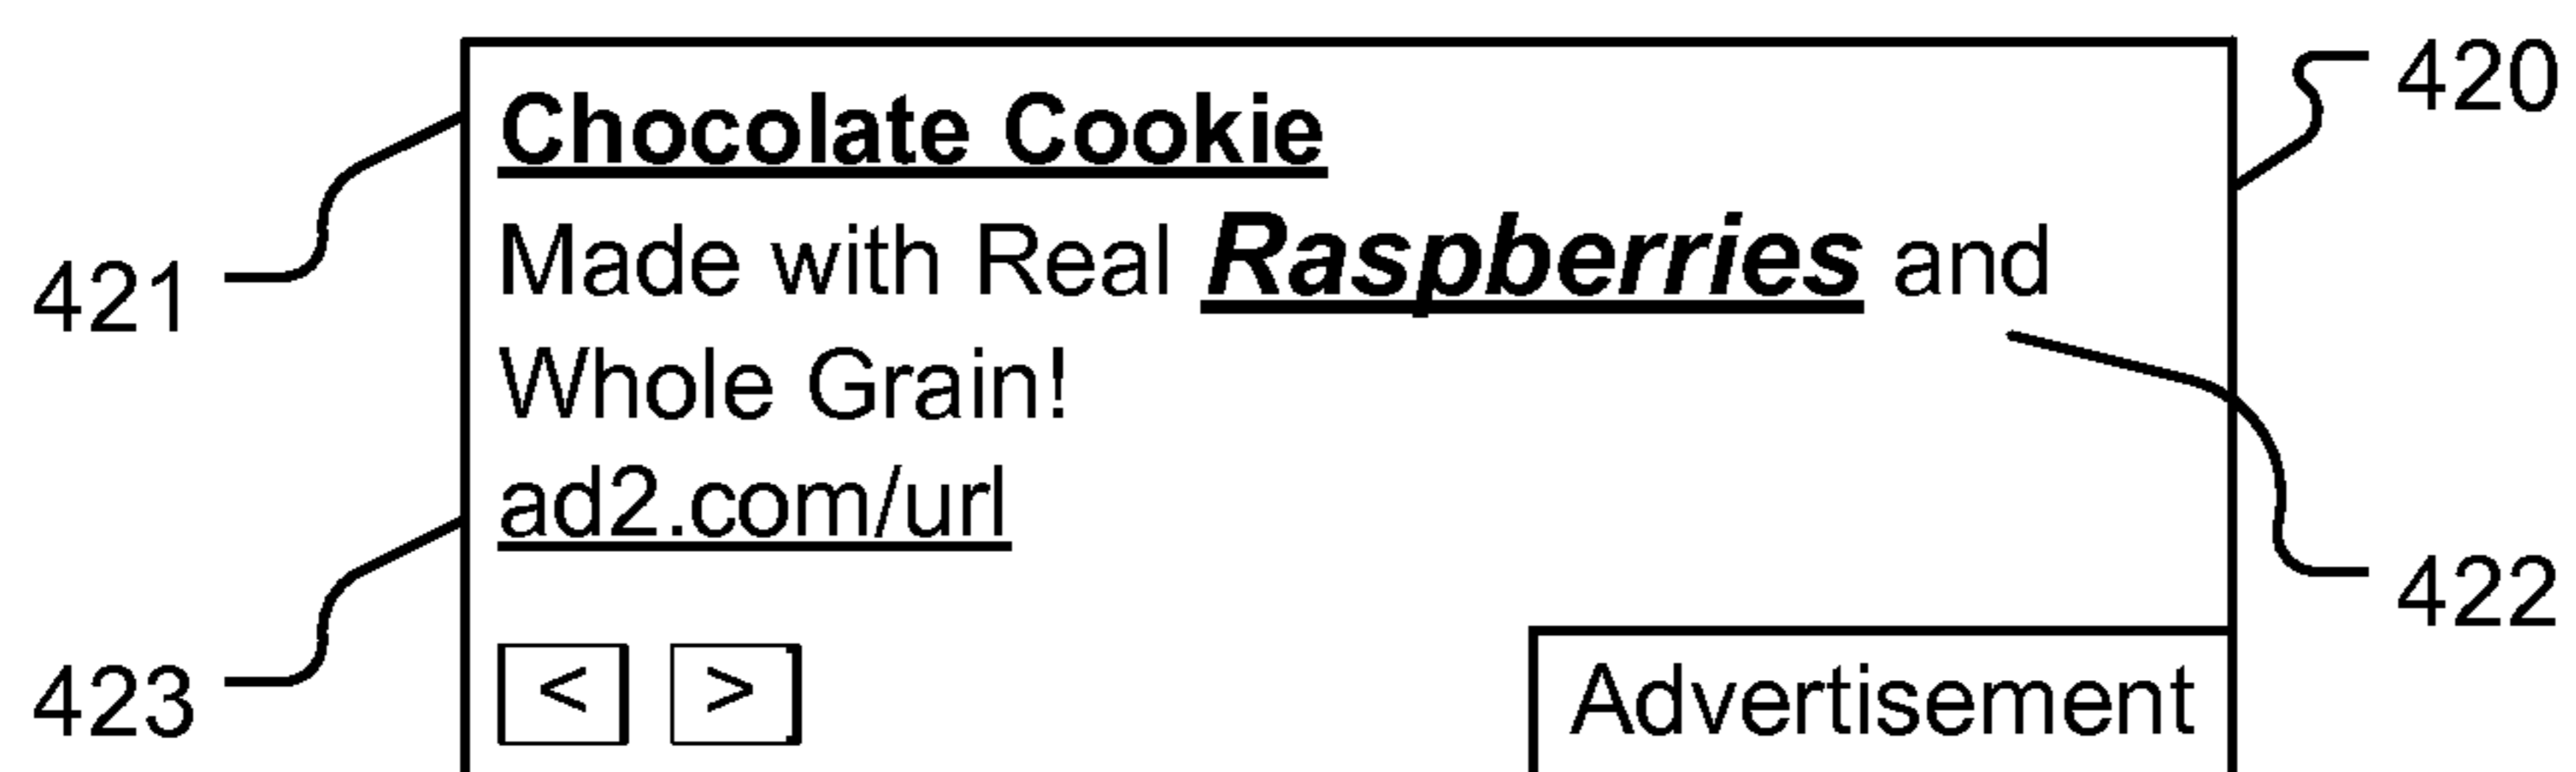 420
Chocolate Cookie
421
Made with Real Raspberries and
Whole Grain!
ad2.com/url
422
423
< >
Advertisement